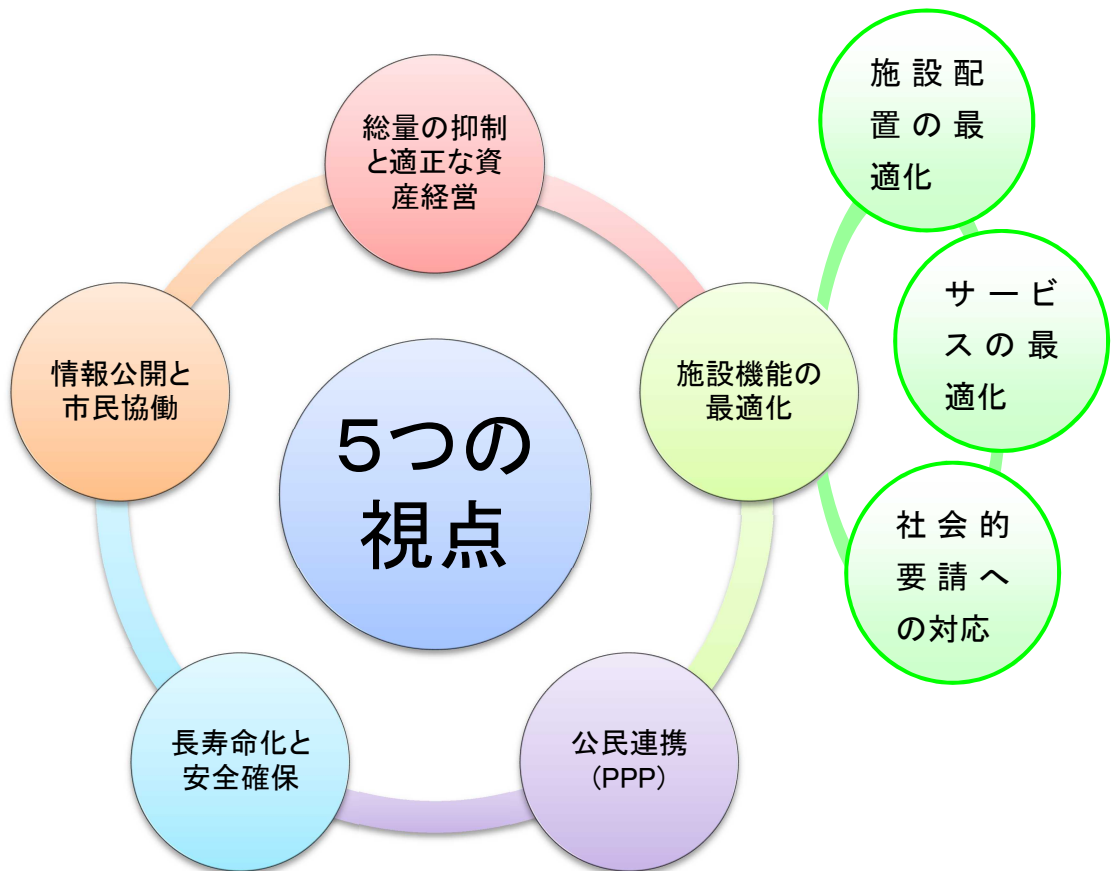 5つの
視点
総量の抑制
と適正な資
産経営
施設機能の
最適化
施設配
置の最
適化
サービ
スの最
適化
社会的
要請へ
の対応
公民連携
(PPP)
長寿命化と
安全確保
情報公開と
市民協働